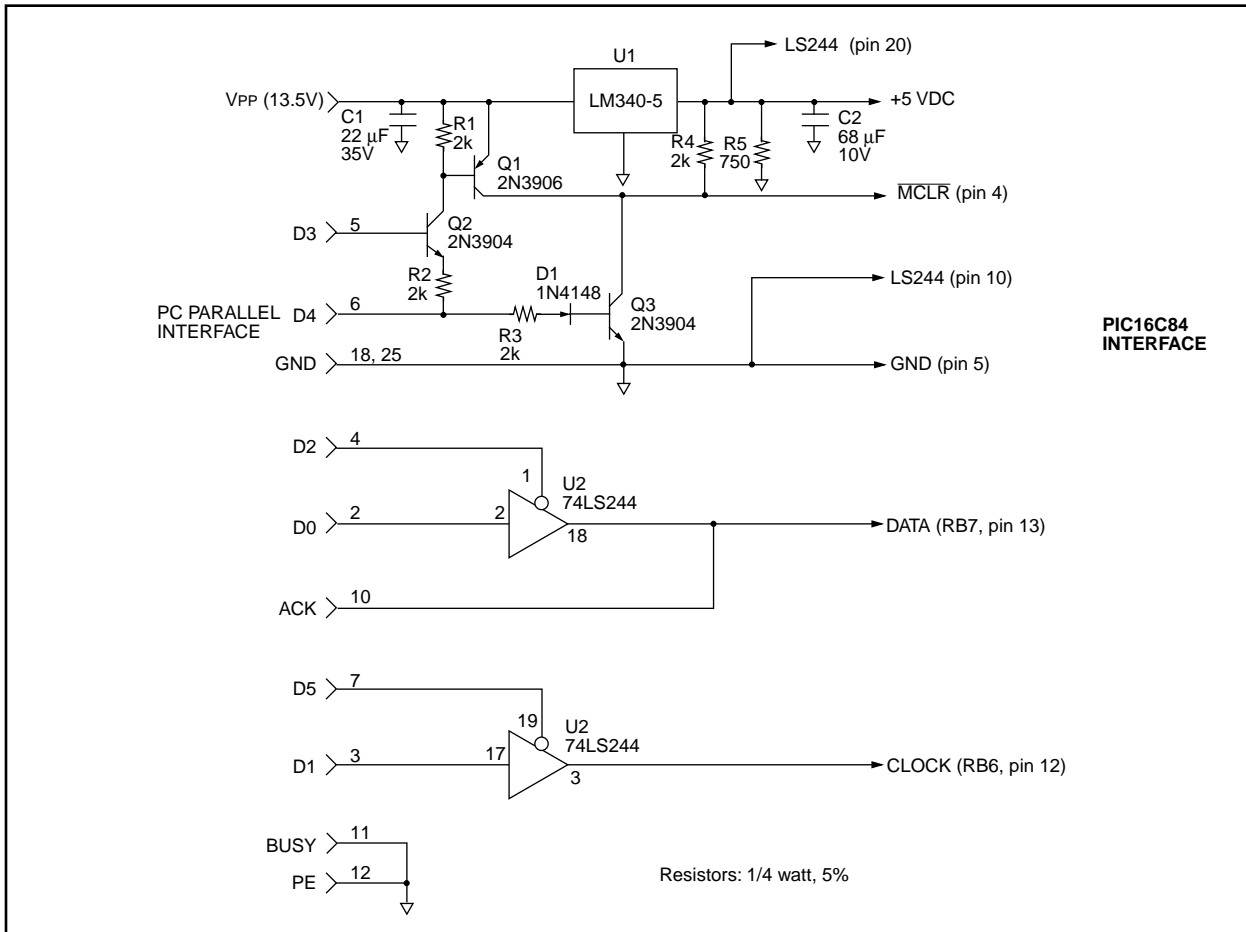 LS244 (pin 20)
U1
VPP (13.5V)
LM340-5
+5 VDC
C1
22 µF
35V
R1
2k
R4
2k
R5
750
C2
68 µF
10V
Q1
2N3906
MCLR (pin 4)
D3
5
Q2
2N3904
R2
2k
D1
1N4148
LS244 (pin 10)
PC PARALLEL
INTERFACE
D4
6
Q3
2N3904
R3
2k
PIC16C84
INTERFACE
GND
18, 25
GND (pin 5)
D2
4
1
U2
74LS244
D0
2
2
18
DATA (RB7, pin 13)
ACK
10
D5
7
19
U2
74LS244
D1
3
17
3
CLOCK (RB6, pin 12)
BUSY
11
PE
12
Resistors: 1/4 watt, 5%